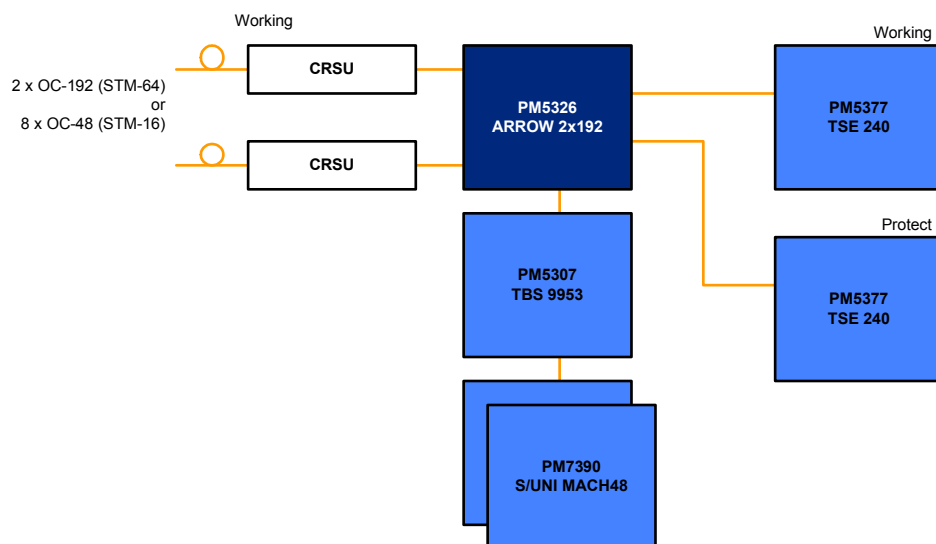 Working
2 x OC-192 (STM-64)
or
8 x OC-48 (STM-16)
CRSU
CRSU
PM5326
ARROW 2x192
Working
PM5377
TSE 240
Protect
PM5377
TSE 240
PM5307
TBS 9953
PM7390
S/UNI MACH48